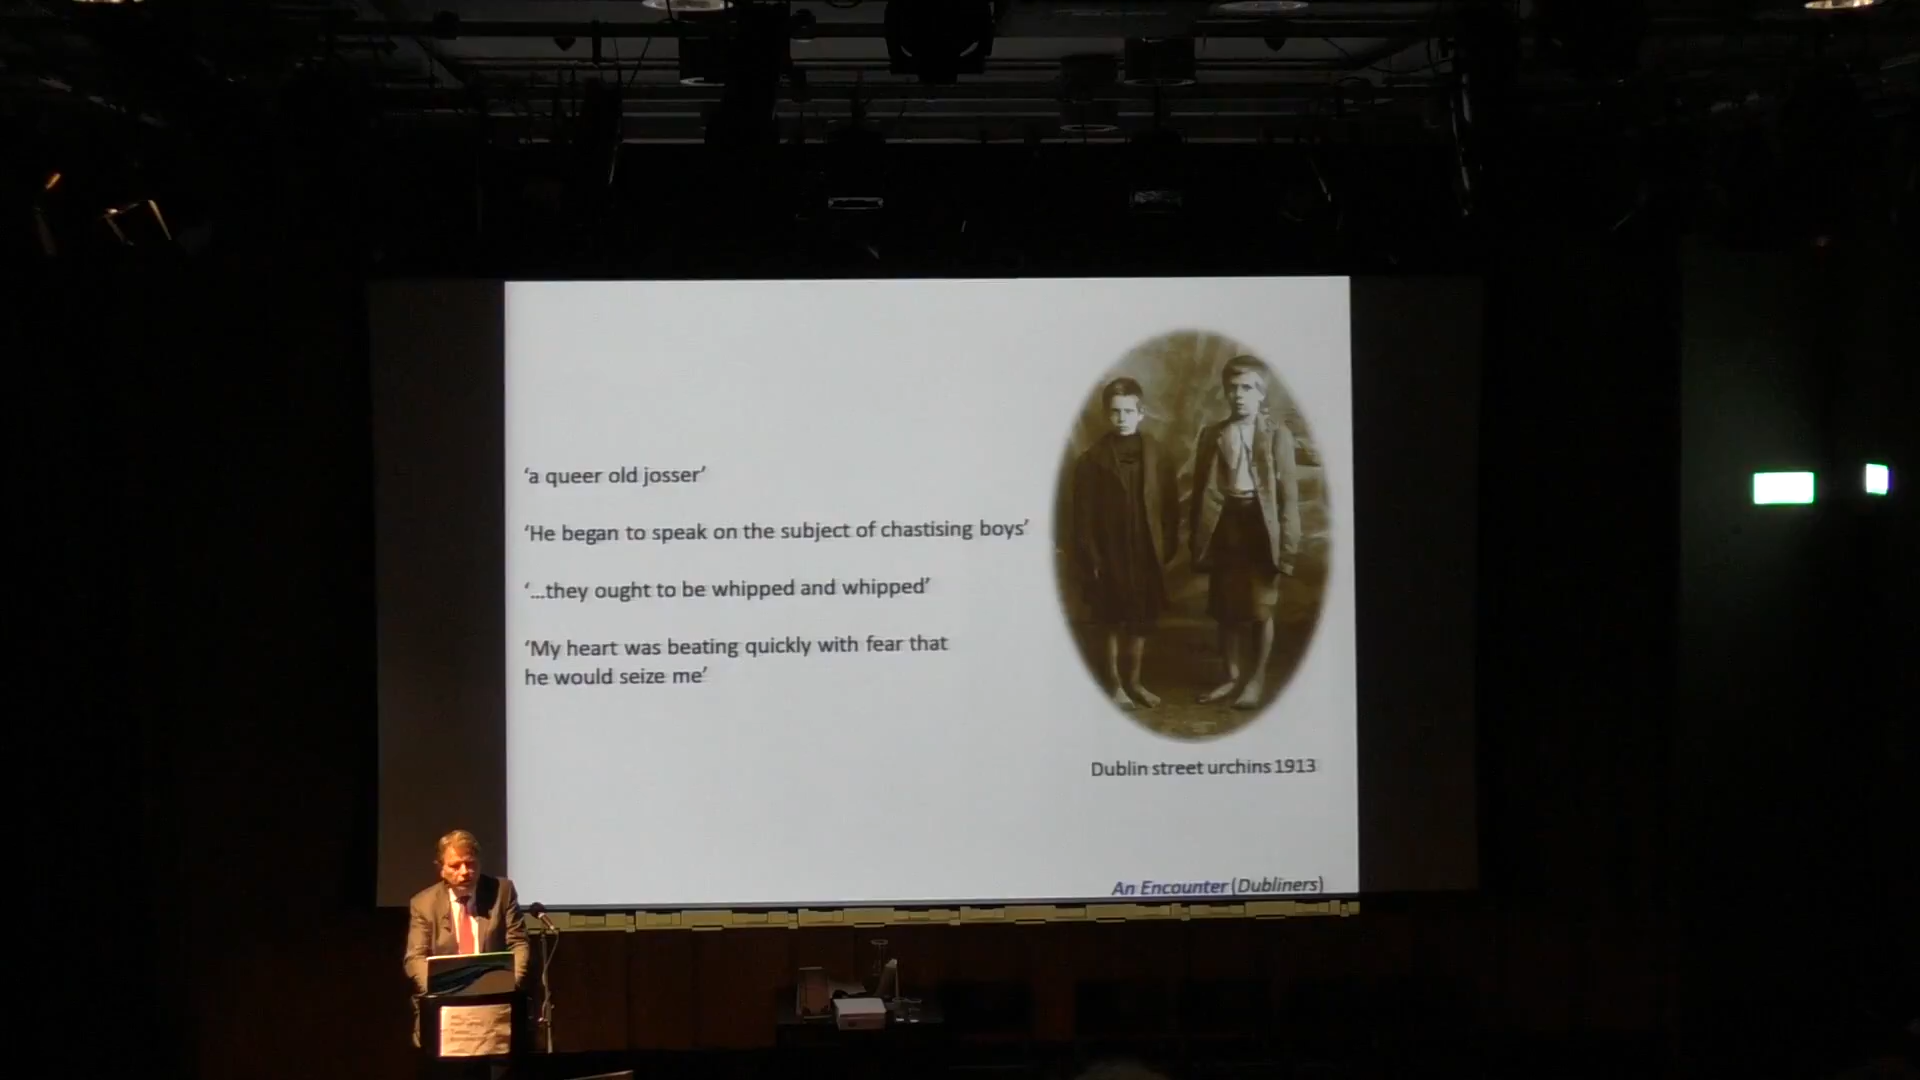 ‘a queer old josser’
‘He began to speak on the subject of chastising boys’
‘...they ought to be whipped and whipped’
‘My heart was beating quickly with fear that
he would seize me’
Dublin street urchins 1913
An Encounter (Dubliners)